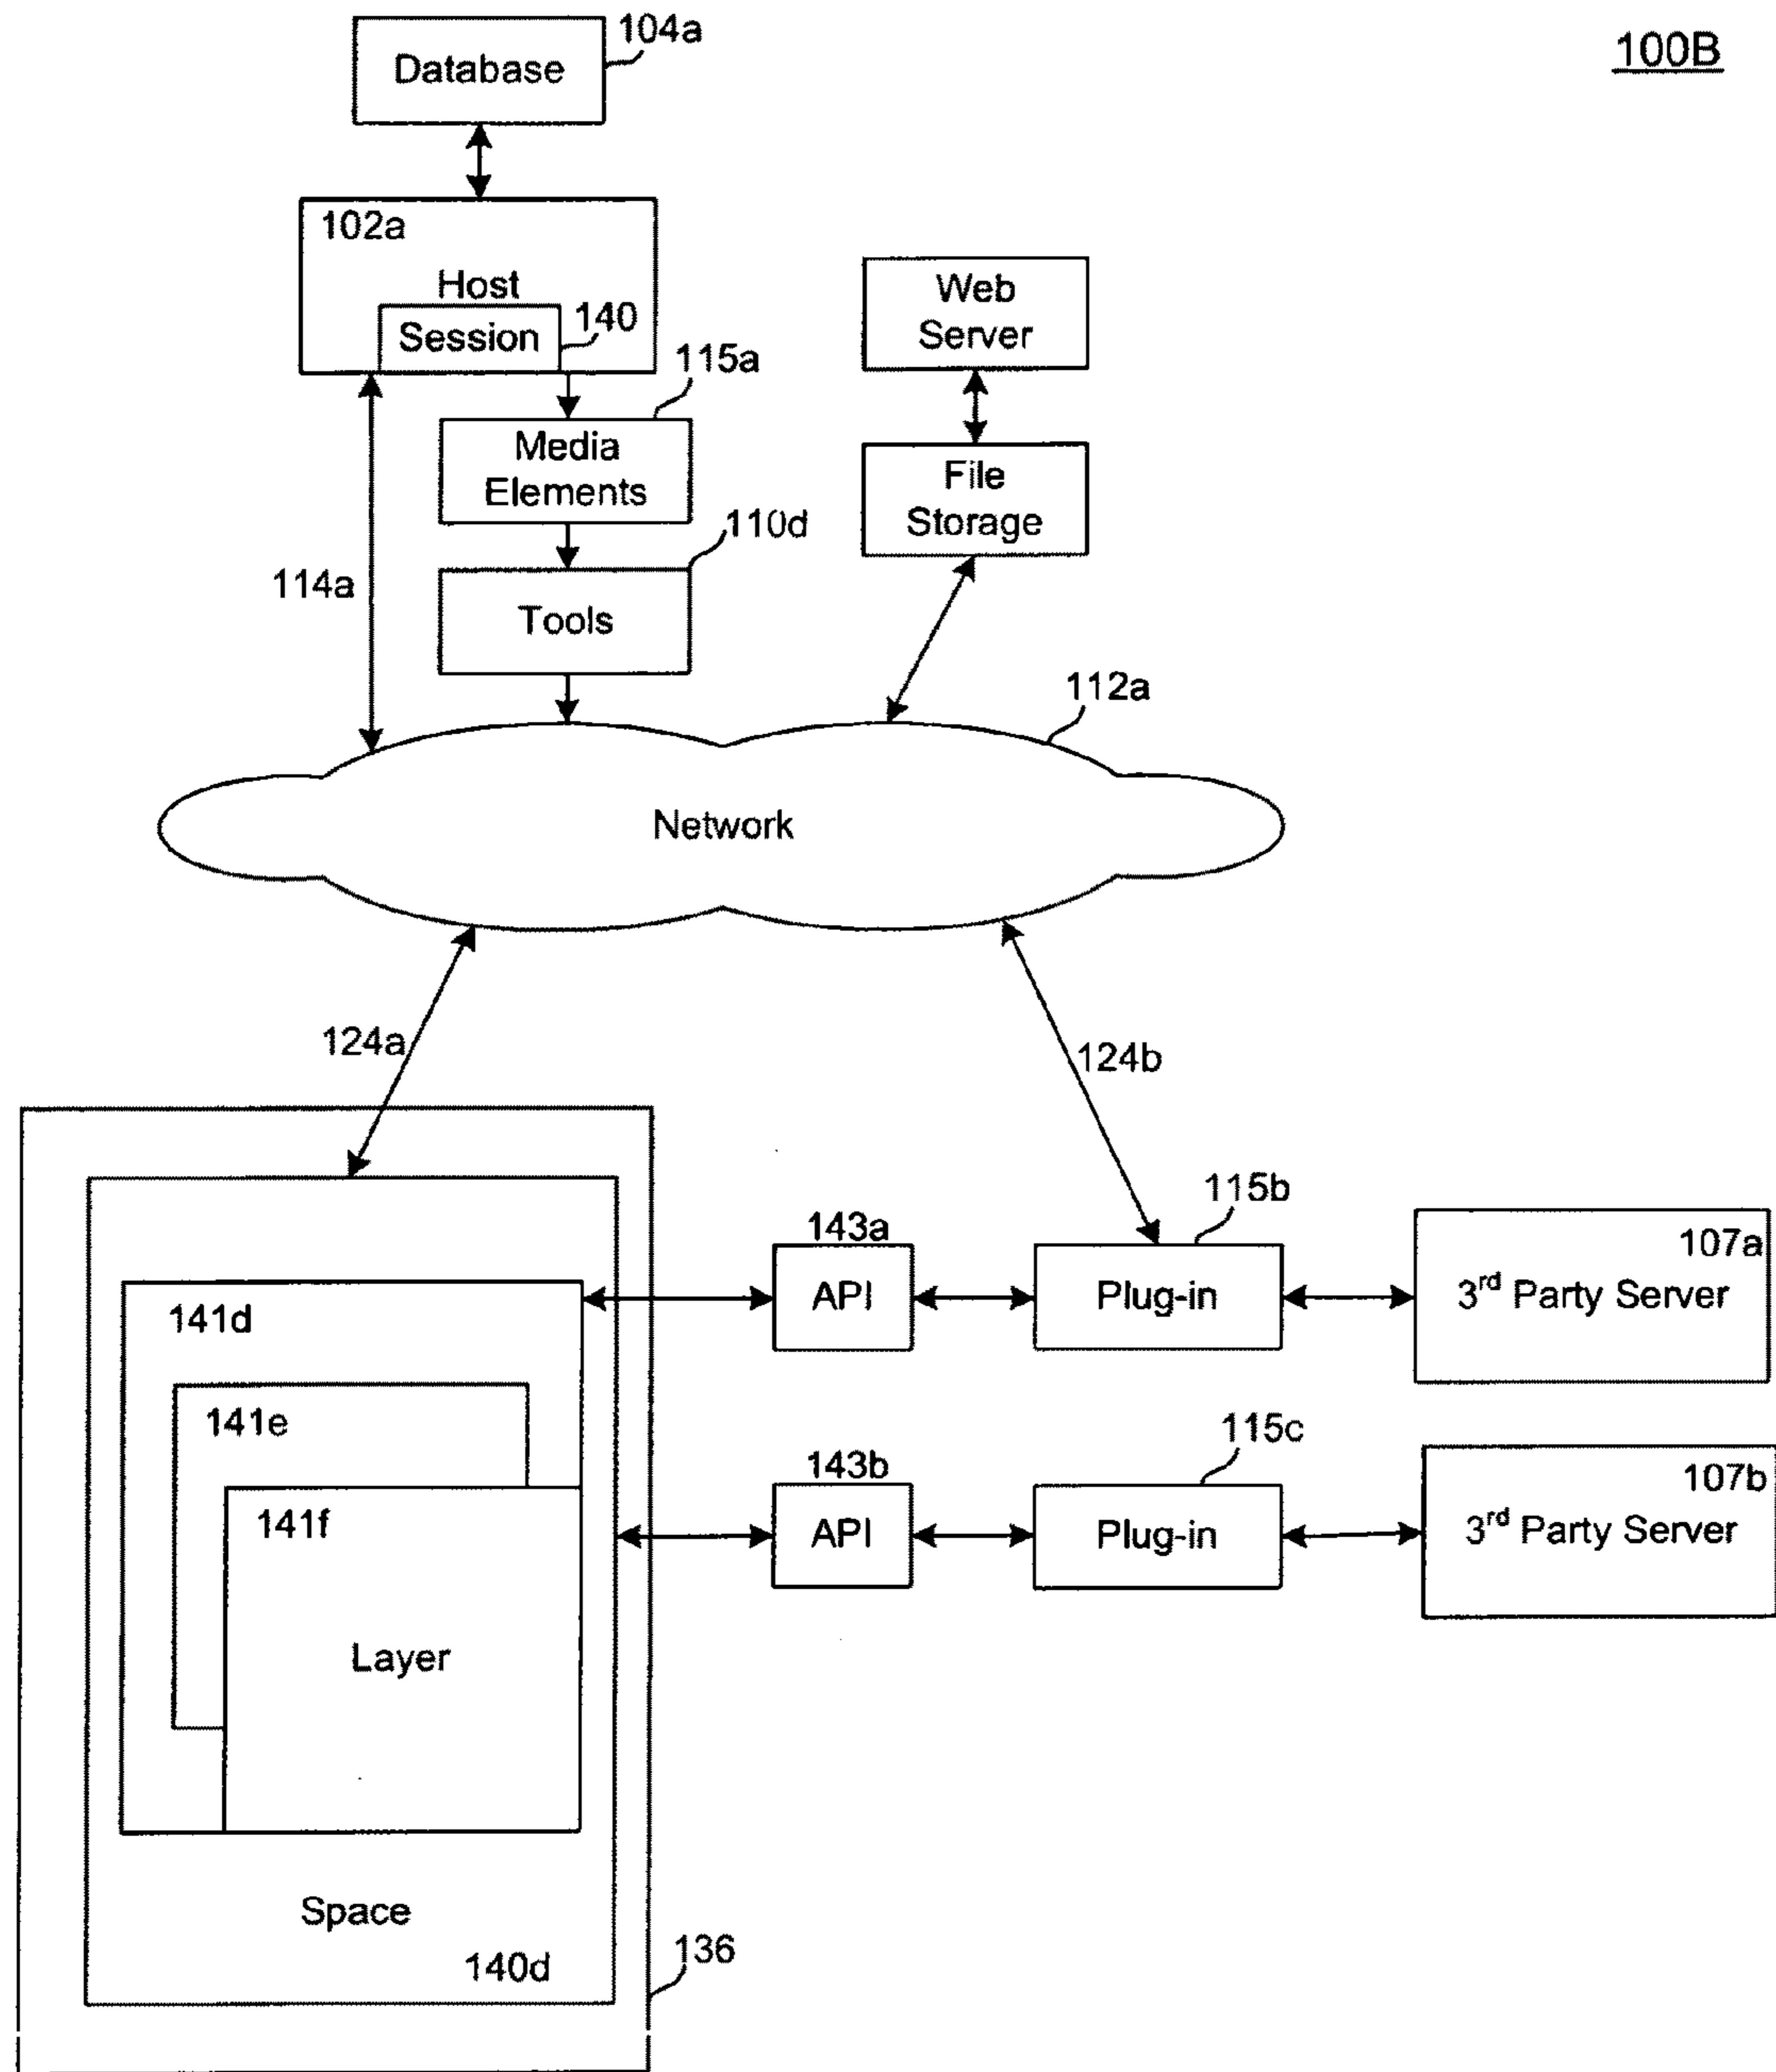 104a
100B
Database
102a
Host
Session
140
115a
Web
Server
Media
Elements
File
Storage
110d
114a
Tools
112a
Network
124a
124b
115b
143a
107a
API
Plug-in
3rd Party Server
141d
141e
115c
143b
107b
141f
API
Plug-in
3rd Party Server
Layer
Space
136
140d